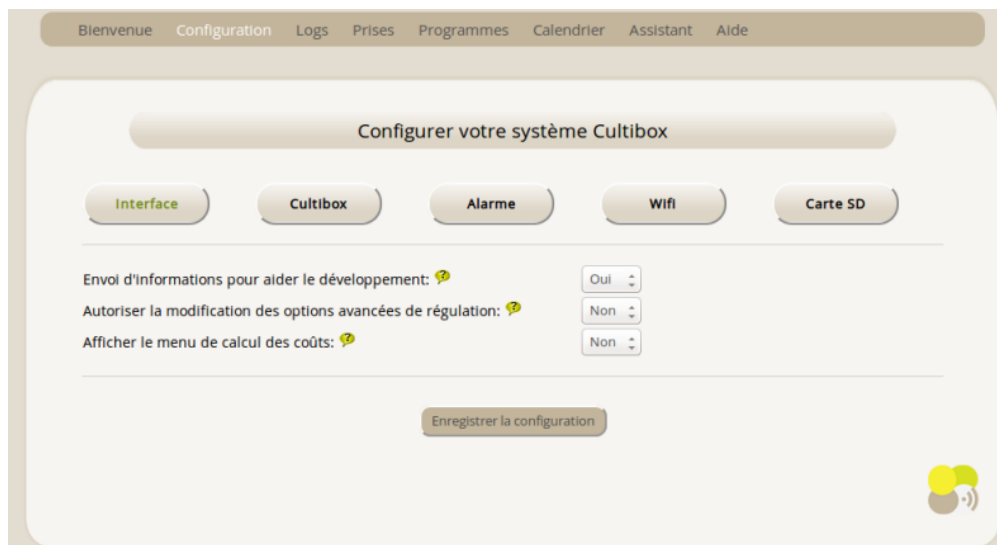 Bienvenue Configuration Logs Prises Programmes Calendrier Assistant Aide
Configurer votre système Cultibox
Interface Cultibox Alarme Wifi Carte SD
Envoi d'informations pour aider le développement: ? Oui
Autoriser la modification des options avancées de régulation: ? Non
Afficher le menu de calcul des coûts: ? Non
Enregistrer la configuration